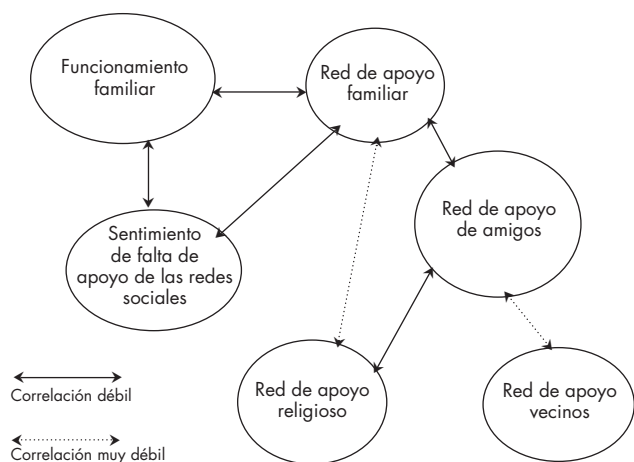 Funcionamiento
familiar
Red de apoyo
familiar
Red de apoyo
de amigos
Sentimiento
de falta de
apoyo de las redes
sociales
Red de apoyo
religioso
Red de apoyo
vecinos
Correlación débil
Correlación muy débil